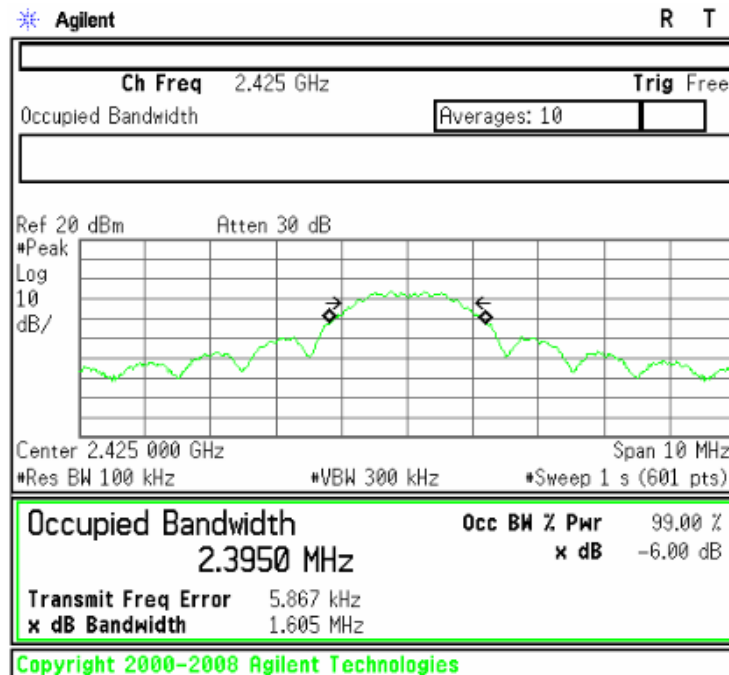 Agilent R T
Ch Freq 2.425 GHz Trig Free
Occupied Bandwidth Averages: 10
Ref 20 dBm Atten 30 dB
#Peak
Log
10
dB/
Center 2.425 000 GHz Span 10 MHz
#Res BW 100 kHz #VBW 300 kHz #Sweep 1 s (601 pts)
Occupied Bandwidth Occ BW % Pwr 99.00 %
2.3950 MHz x dB -6.00 dB
Transmit Freq Error 5.867 kHz
x dB Bandwidth 1.605 MHz
Copyright 2000-2008 Agilent Technologies